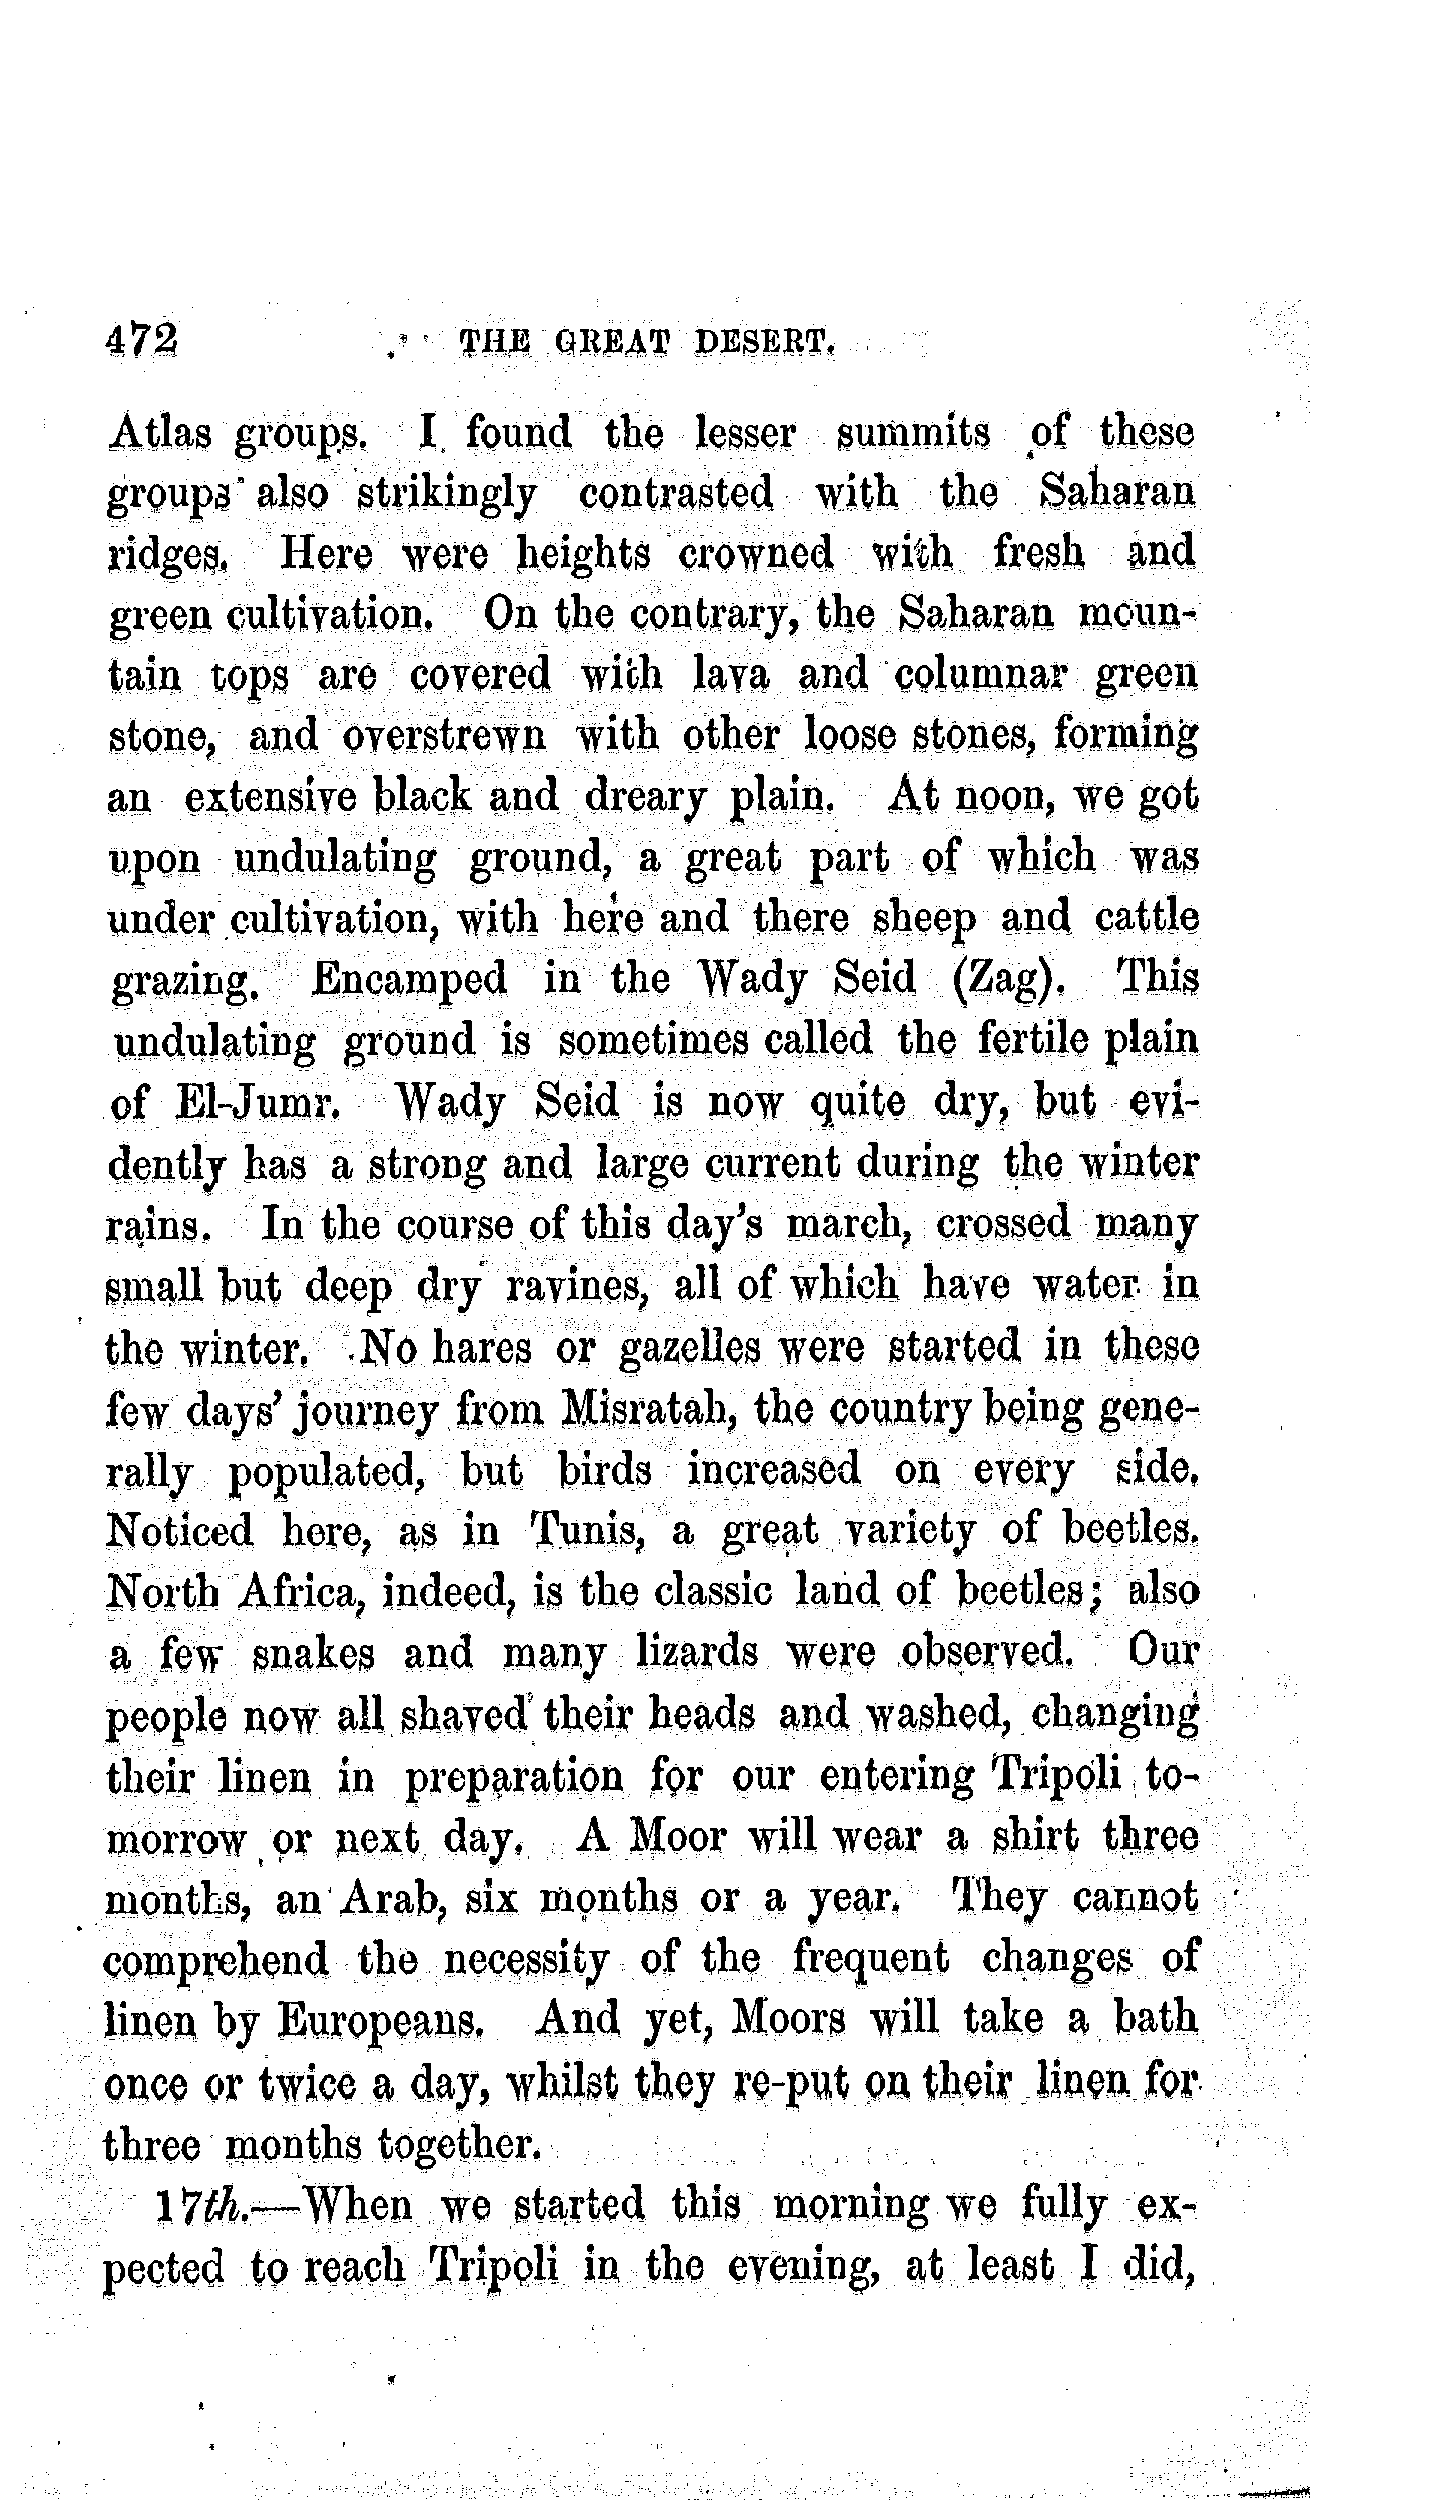 472 THE GREAT DESERT.
Atlas groups. I found the lesser summits of these
groups also strikingly contrasted with the Saharan
ridges. Here were heights crowned with fresh and
green cultivation. On the contrary, the Saharan moun-
tain tops are covered with lava and columnar green
stone, and overstrewn with other loose stones, forming
an extensive black and dreary plain. At noon, we got
upon undulating ground, a great part of which was
under cultivation, with here and there sheep and cattle
grazing. Encamped in the Wady Seid (Zag). This
undulating ground is sometimes called the fertile plain
of El-Jumr. Wady Seid is now quite dry, but evi-
dently has a strong and large current during the winter
rains. In the course of this day's march, crossed many
small but deep dry ravines, all of which have water in
the winter. No hares or gazelles were started in these
few days' journey from Misratah, the country being gene-
rally populated, but birds increased on every side.
Noticed here, as in Tunis, a great variety of beetles.
North Africa, indeed, is the classic land of beetles; also
a few snakes and many lizards were observed. Our
people now all shaved their heads and washed, changing
their linen in preparation for our entering Tripoli to-
morrow or next day. A Moor will wear a shirt three
months, an Arab, six months or a year. They cannot
comprehend the necessity of the frequent changes of
linen by Europeans. And yet, Moors will take a bath
once or twice a day, whilst they re-put on their linen for
three months together.
17th.—When we started this morning we fully ex-
pected to reach Tripoli in the evening, at least I did,